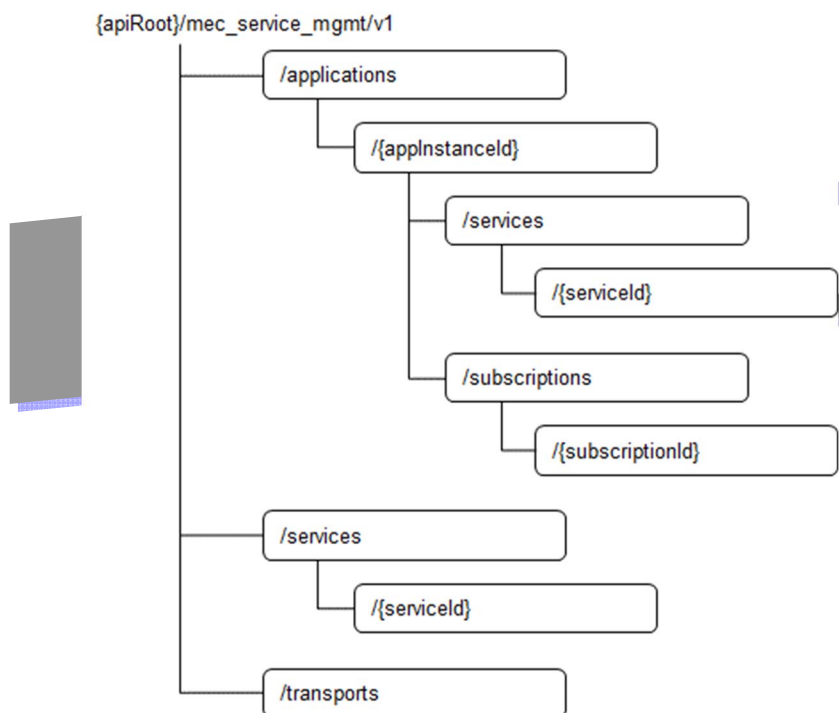 {apiRoot}/mec_service_mgmt/v1
/applications
/{appInstanceId}
/services
/{serviceId}
/subscriptions
/{subscriptionId}
/services
/{serviceId}
/transports